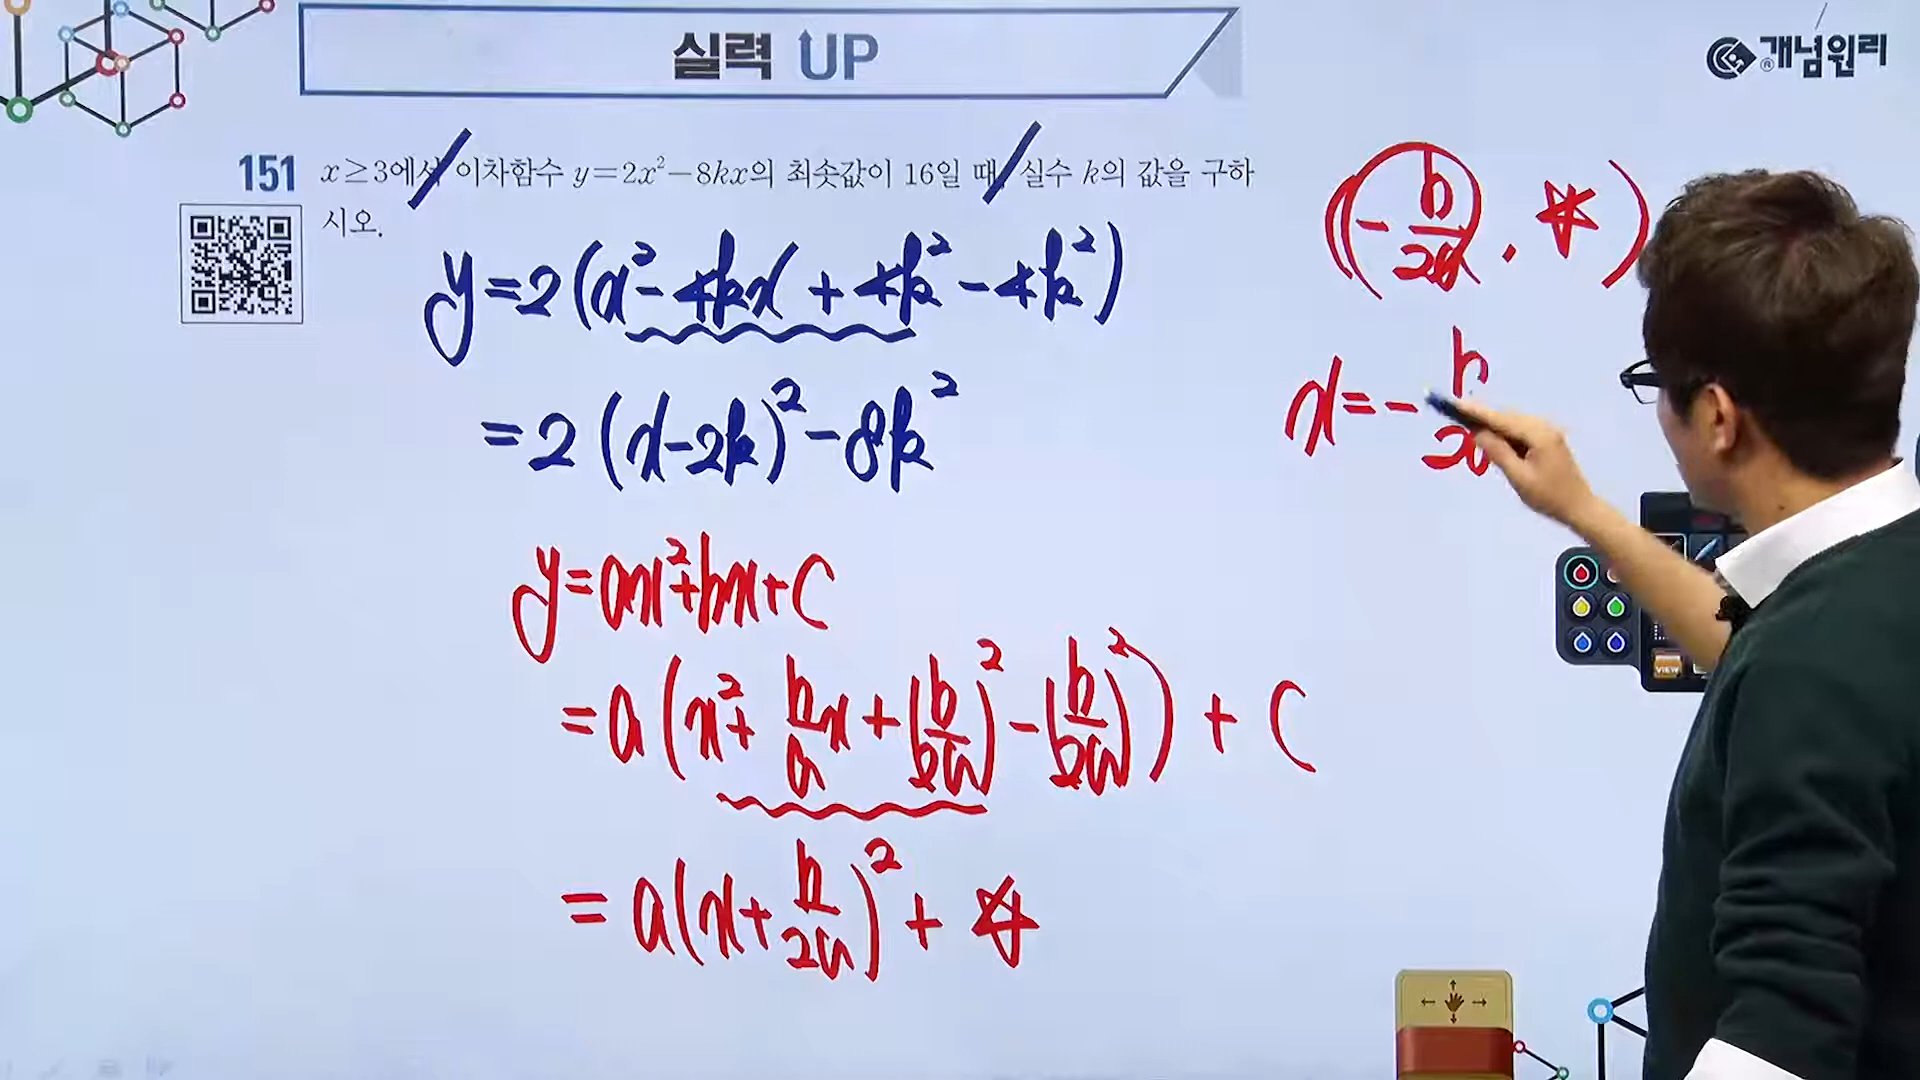 실력 UP
개념원리
151 x≥3에서 이차함수 y=2x²-8kx의 최솟값이 16일 때, 실수 k의 값을 구하
시오.
y=2(x²-4kx+4k²-4k²)
=2(x-2k)²-8k²
y=ax²+bx+c
=a(x²+b/a x+(b/2a)²-(b/2a)²)+c
=a(x+b/2a)²+☆
(-b/2a, ☆)
x=-b/2a
VIEW